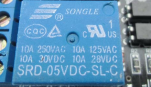 SONGLE
10A 250VAC 10A 125VAC
10A 30VDC 10A 28VDC
SRD-05VDC-SL-C